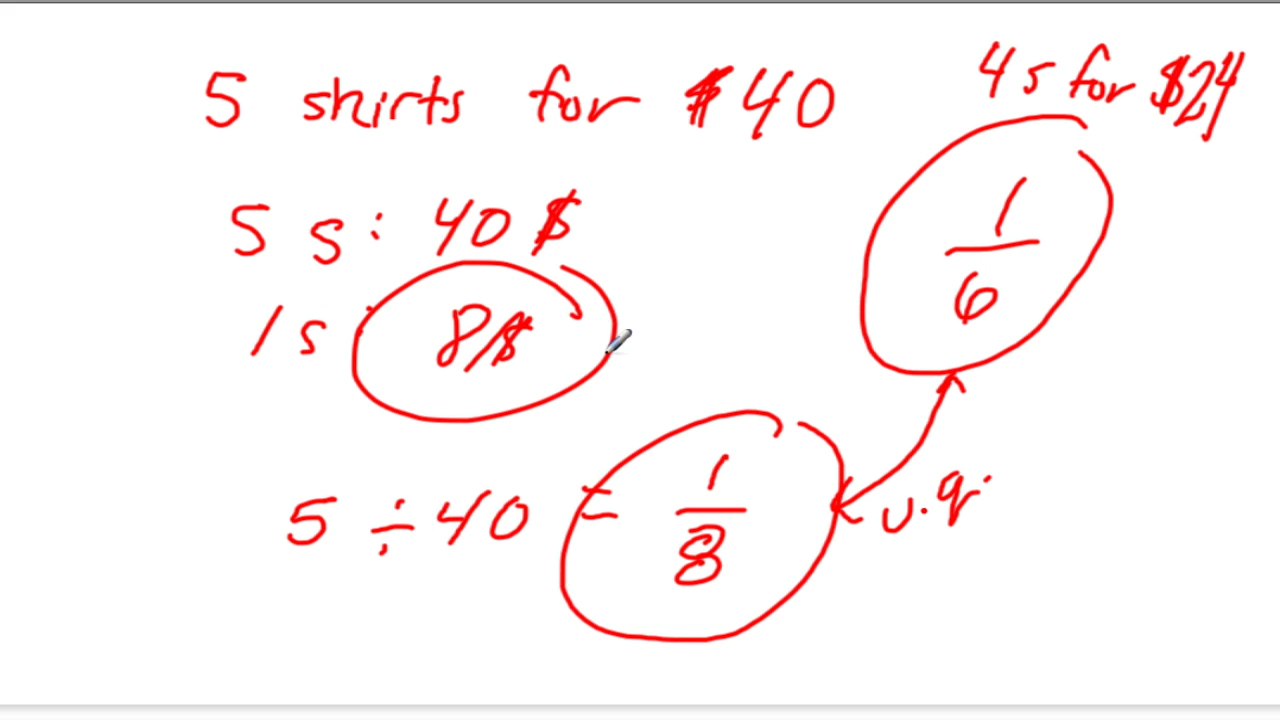 5 shirts for $40
4 s for $24
5 s : 40 $
1 s : 8/$
1/6
5 ÷ 40 = 1/8